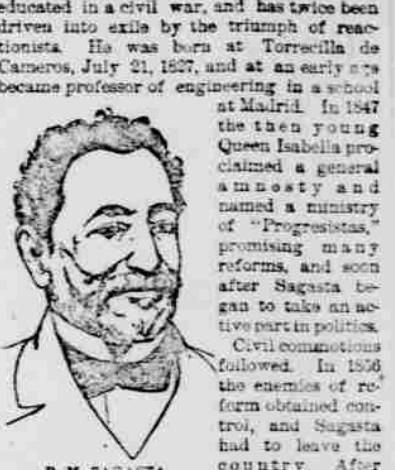 educated in a civil war, and has twice been
driven into exile by the triumph of reac-
tionists. He was born at Torrecilla de
Cameros, July 21, 1827, and at an early age
became professor of engineering in a school
at Madrid. In 1847
the then young
Queen Isabella pro-
claimed a general
amnesty and
named a ministry
of "Progresistas,"
promising many
reforms, and soon
after Sagasta be-
gan to take an ac-
tive part in politics.
Civil commotions
followed. In 1856
the enemies of re-
form obtained con-
trol, and Sagasta
had to leave the
country. After
P. M. SAGASTA